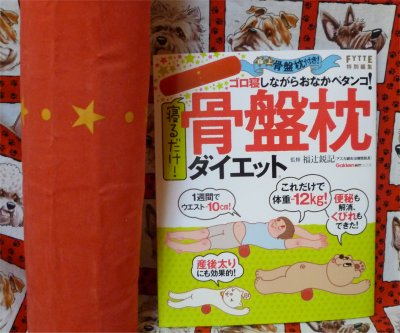 特製 骨盤枕付き!
FYTTE
特別編集
ゴロ寝しながらおなかペタンコ!
寝るだけ!
骨盤枕
ダイエット
監修 福辻鋭記
Gakken
1週間で
ウエスト-10cm!
これだけで
体重-12kg!
便秘も
解消、
くびれも
できた!
産後太り
にも効果的!